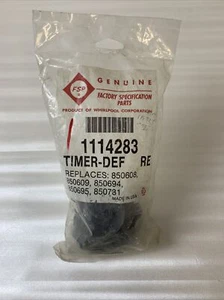 FSP
GENUINE
FACTORY SPECIFICATION
PARTS
PRODUCT OF WHIRLPOOL CORPORATION
1114283
TIMER-DEF RE
REPLACES: 850608,
850609, 850694,
850695, 850781
MADE IN U.S.A.